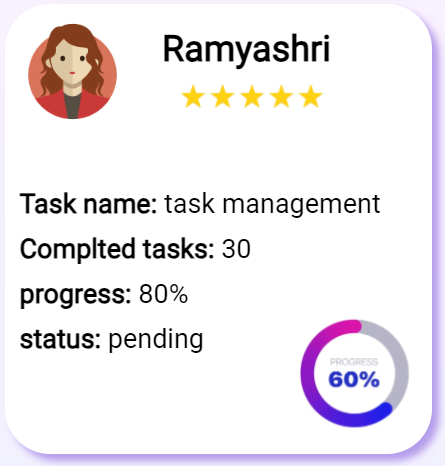 Ramyashri
Task name: task management
Complted tasks: 30
progress: 80%
status: pending
PROGRESS
60%